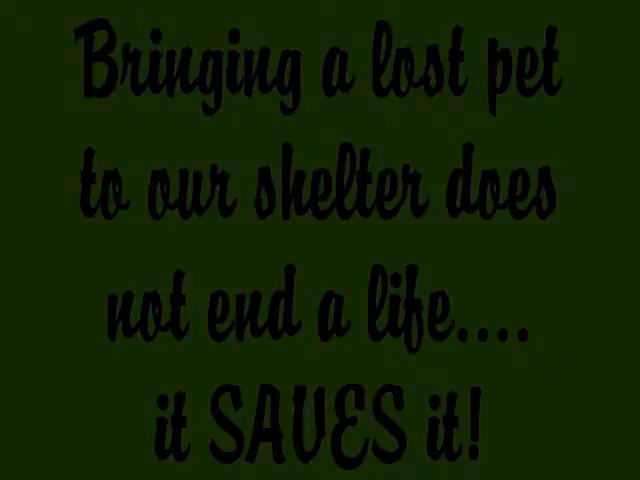 Bringing a lost pet
to our shelter does
not end a life....
it SAVES it!